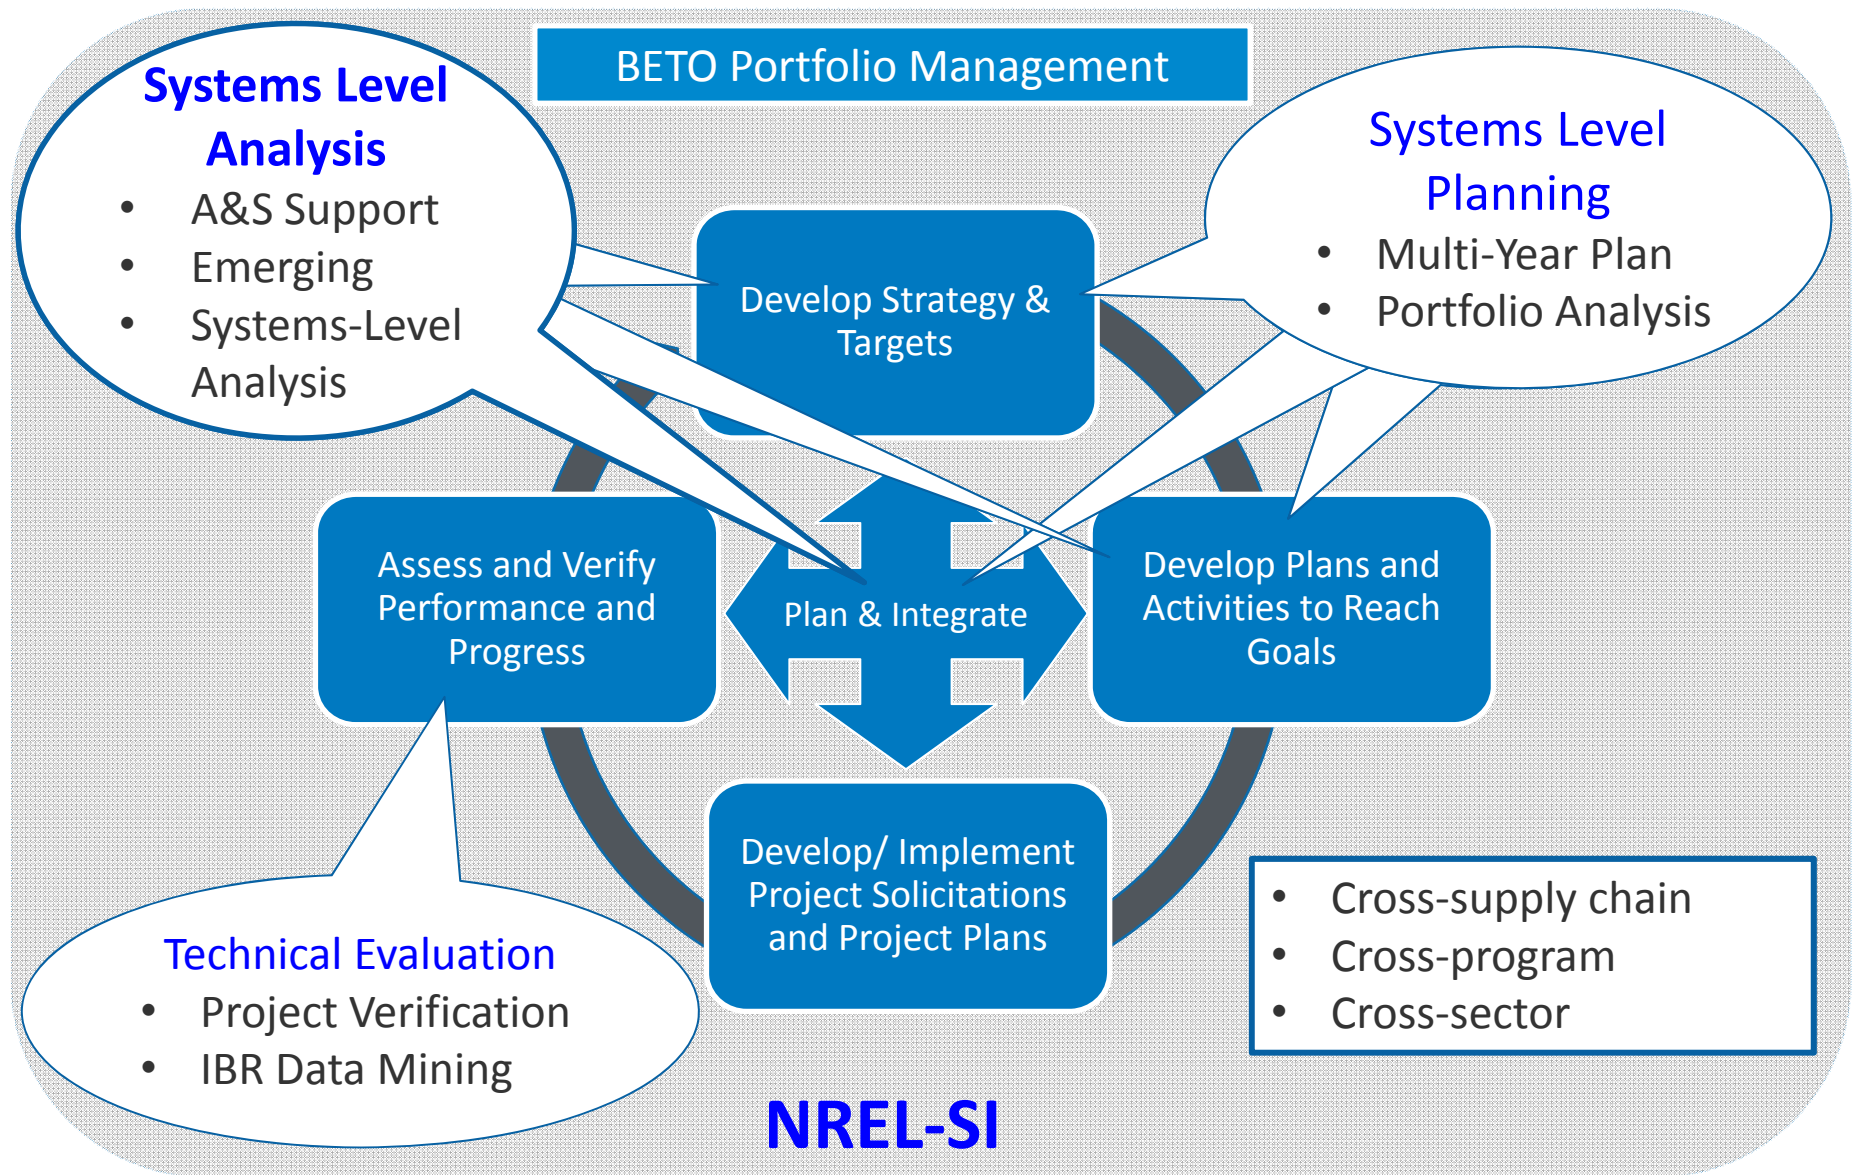 BETO Portfolio Management
Systems Level
Analysis
• A&S Support
• Emerging
• Systems-Level
Analysis
Systems Level
Planning
• Multi-Year Plan
• Portfolio Analysis
Develop Strategy &
Targets
Assess and Verify
Performance and
Progress
Plan & Integrate
Develop Plans and
Activities to Reach
Goals
Develop/ Implement
Project Solicitations
and Project Plans
Technical Evaluation
• Project Verification
• IBR Data Mining
• Cross-supply chain
• Cross-program
• Cross-sector
NREL-SI